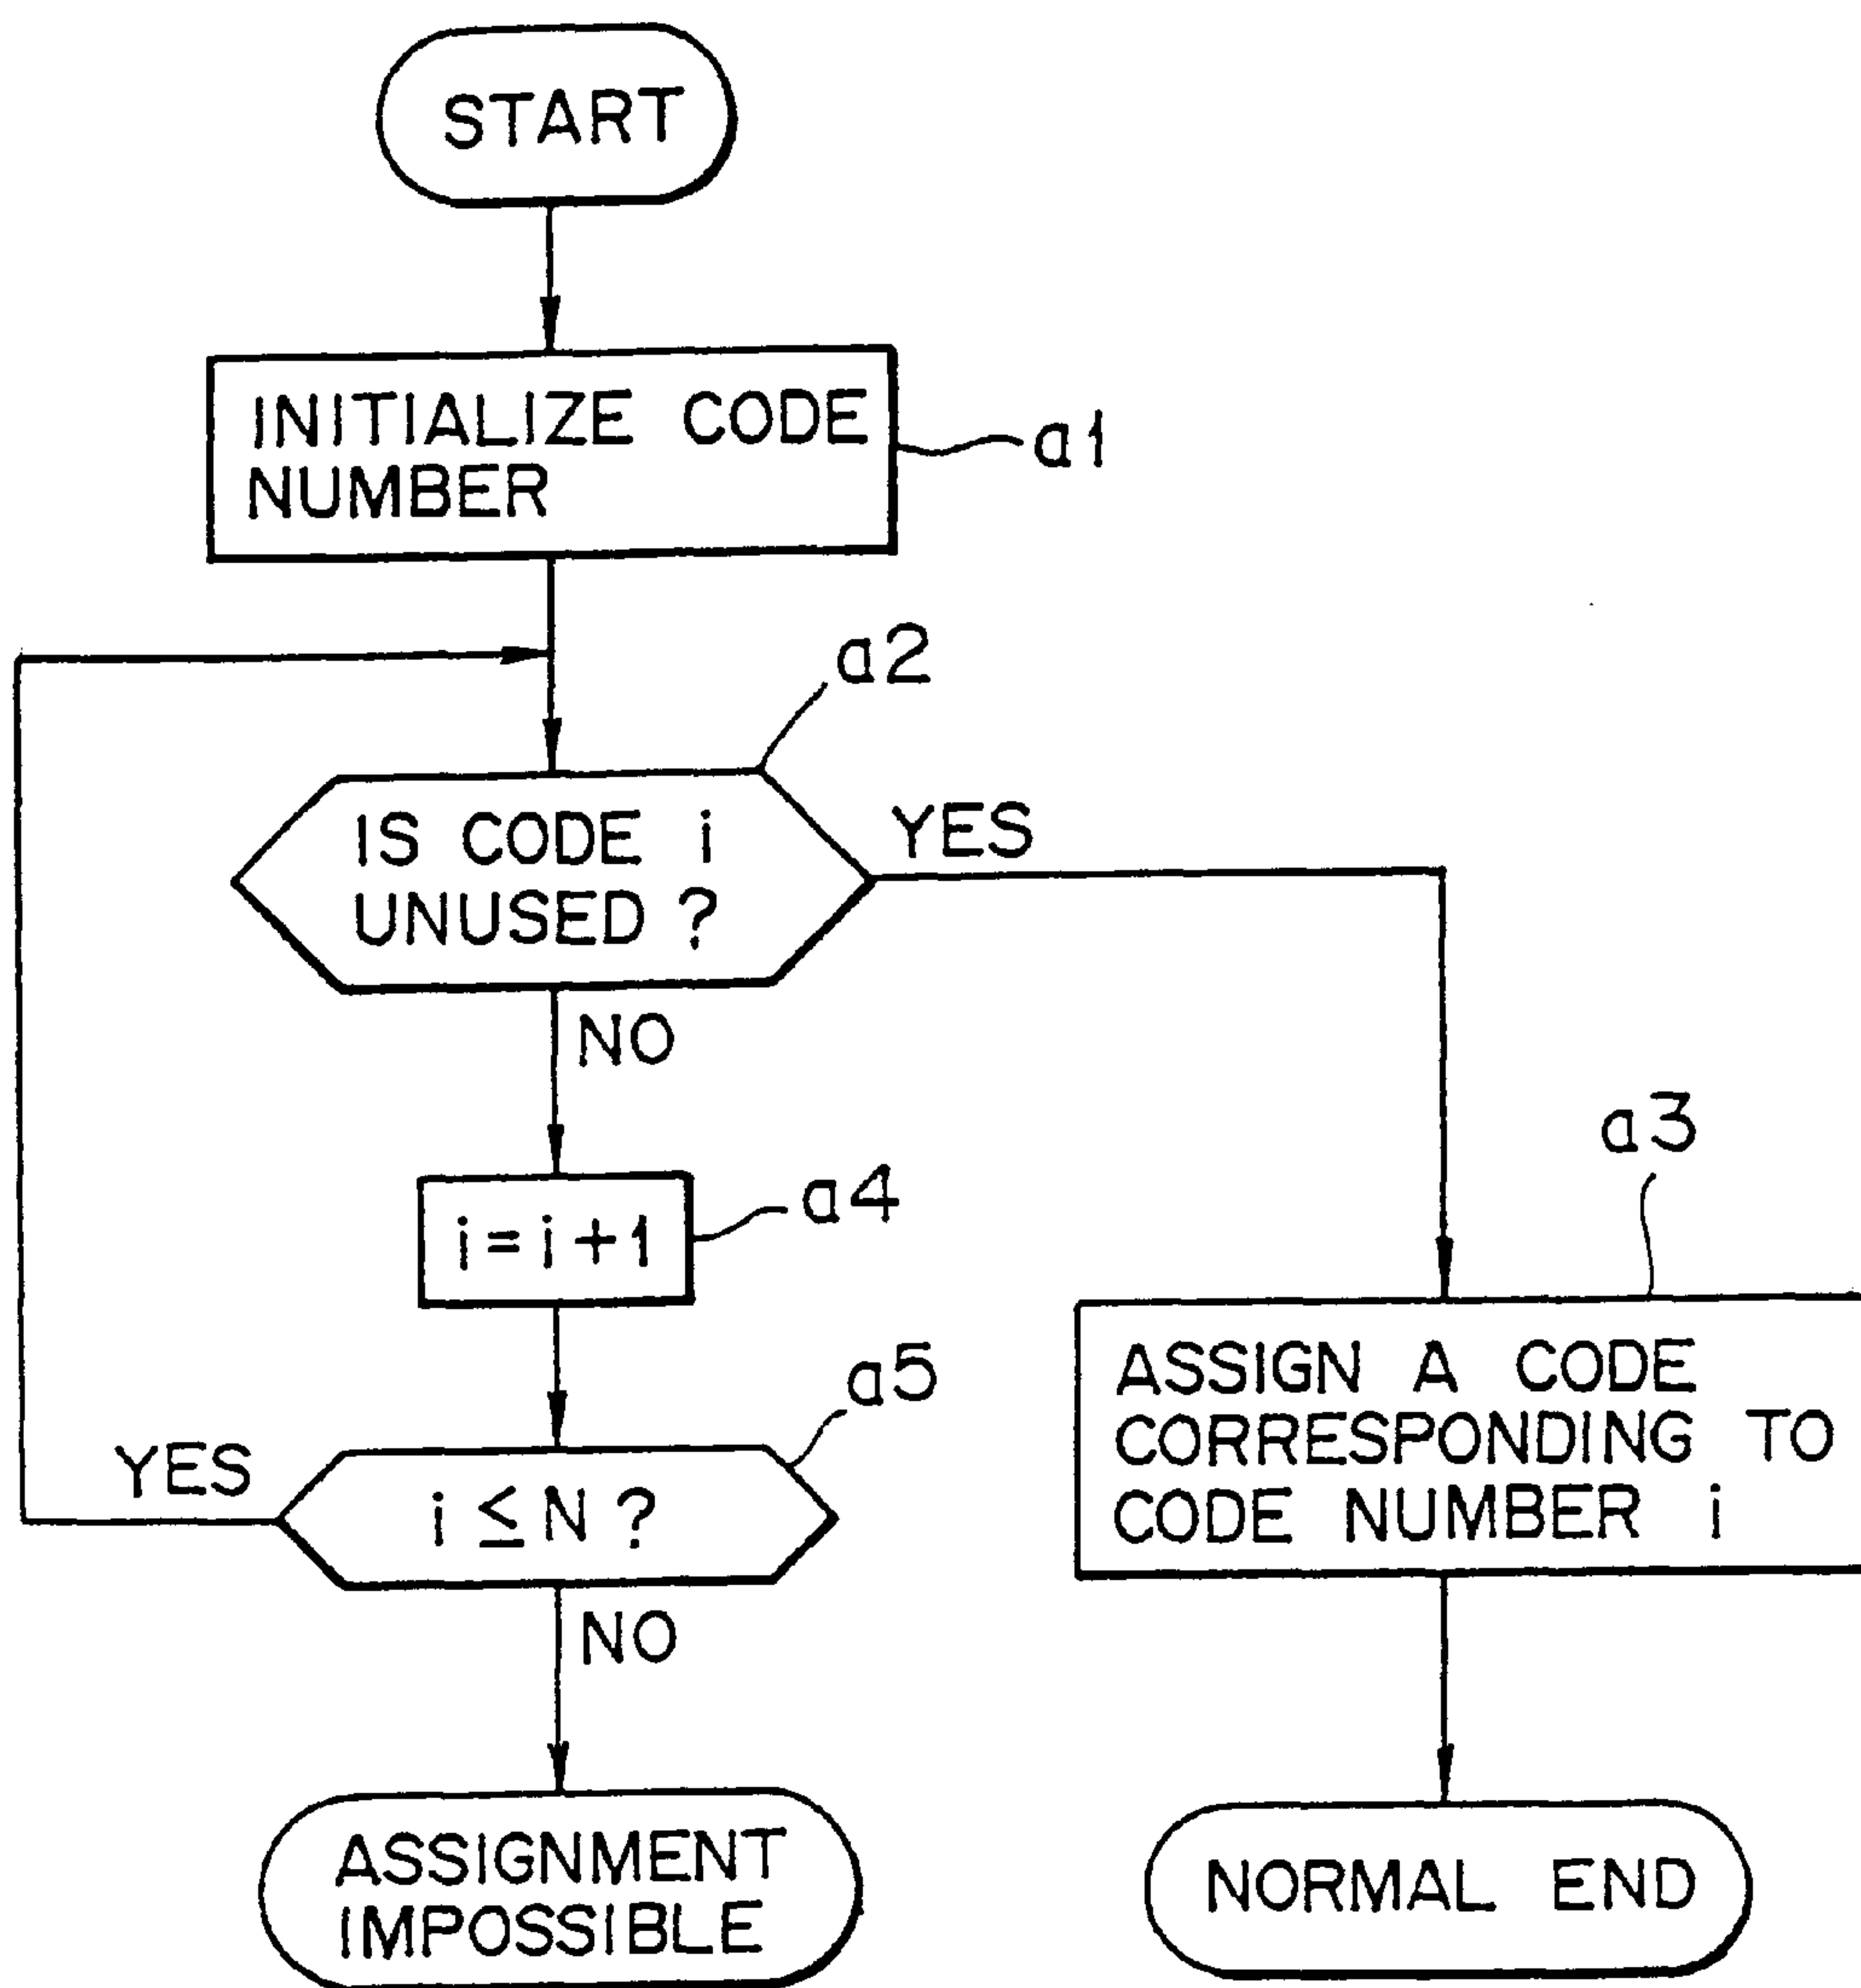 START
INITIALIZE CODE
NUMBER
a1
a2
IS CODE i
UNUSED ?
YES
NO
a3
a4
i=i+1
a5
ASSIGN A CODE
CORRESPONDING TO
CODE NUMBER i
YES
i ≤ N ?
NO
ASSIGNMENT
IMPOSSIBLE
NORMAL END